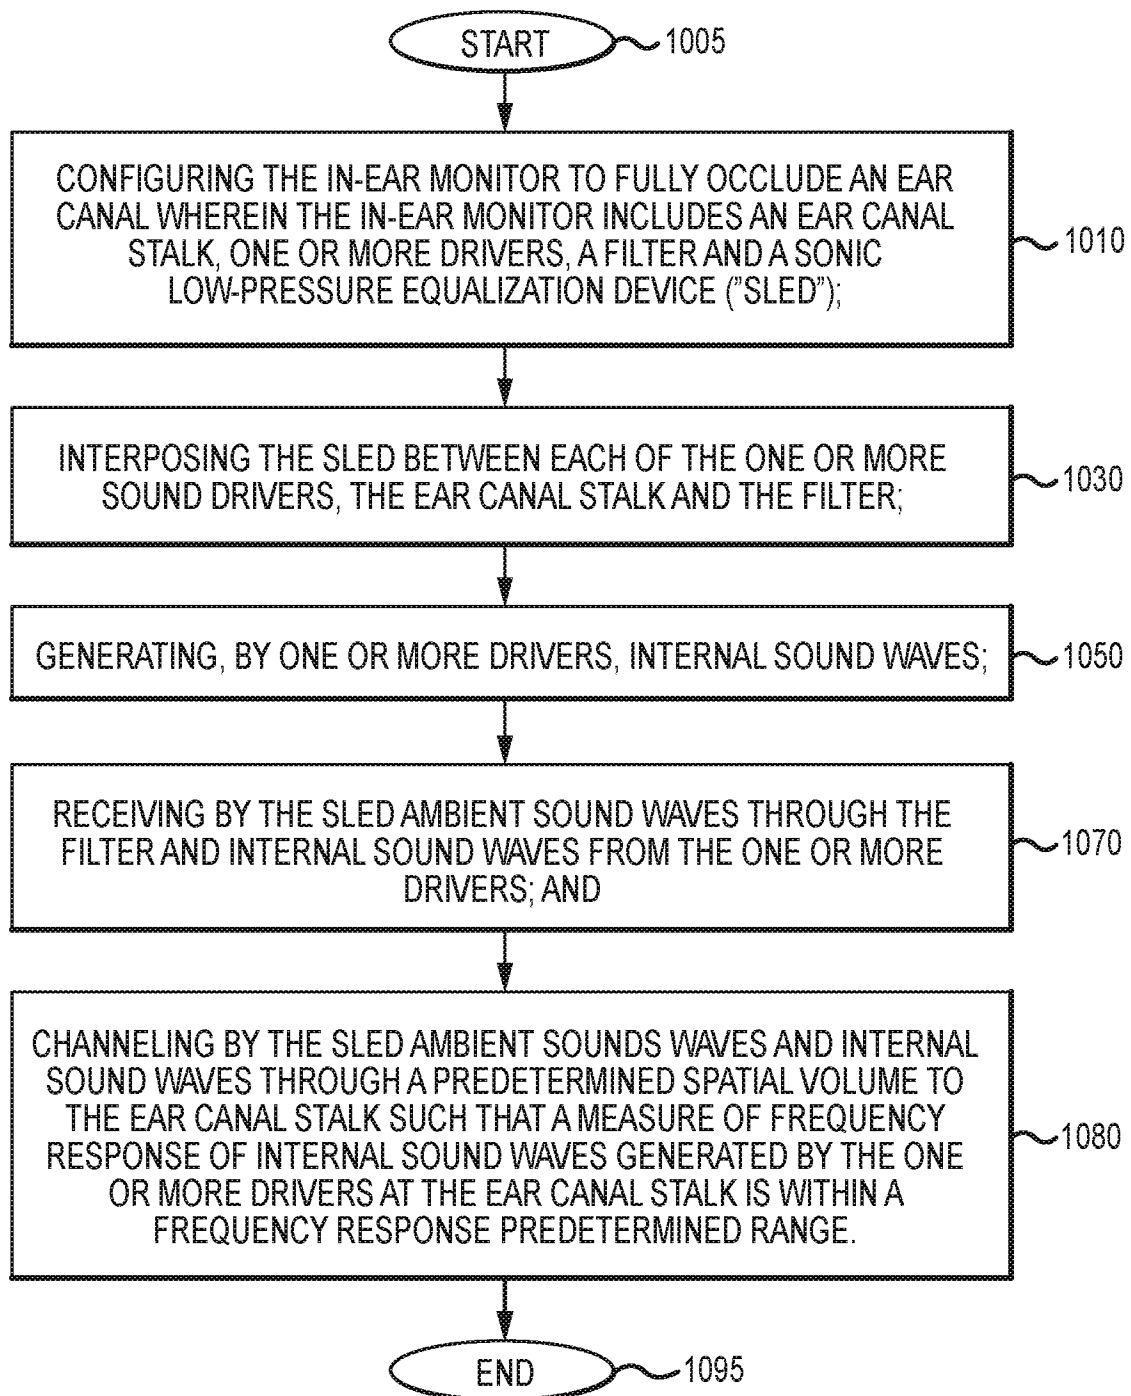 START
1005
CONFIGURING THE IN-EAR MONITOR TO FULLY OCCLUDE AN EAR
CANAL WHEREIN THE IN-EAR MONITOR INCLUDES AN EAR CANAL
STALK, ONE OR MORE DRIVERS, A FILTER AND A SONIC
LOW-PRESSURE EQUALIZATION DEVICE ("SLED");
1010
INTERPOSING THE SLED BETWEEN EACH OF THE ONE OR MORE
SOUND DRIVERS, THE EAR CANAL STALK AND THE FILTER;
1030
GENERATING, BY ONE OR MORE DRIVERS, INTERNAL SOUND WAVES;
1050
RECEIVING BY THE SLED AMBIENT SOUND WAVES THROUGH THE
FILTER AND INTERNAL SOUND WAVES FROM THE ONE OR MORE
DRIVERS; AND
1070
CHANNELING BY THE SLED AMBIENT SOUNDS WAVES AND INTERNAL
SOUND WAVES THROUGH A PREDETERMINED SPATIAL VOLUME TO
THE EAR CANAL STALK SUCH THAT A MEASURE OF FREQUENCY
RESPONSE OF INTERNAL SOUND WAVES GENERATED BY THE ONE
OR MORE DRIVERS AT THE EAR CANAL STALK IS WITHIN A
FREQUENCY RESPONSE PREDETERMINED RANGE.
1080
END
1095